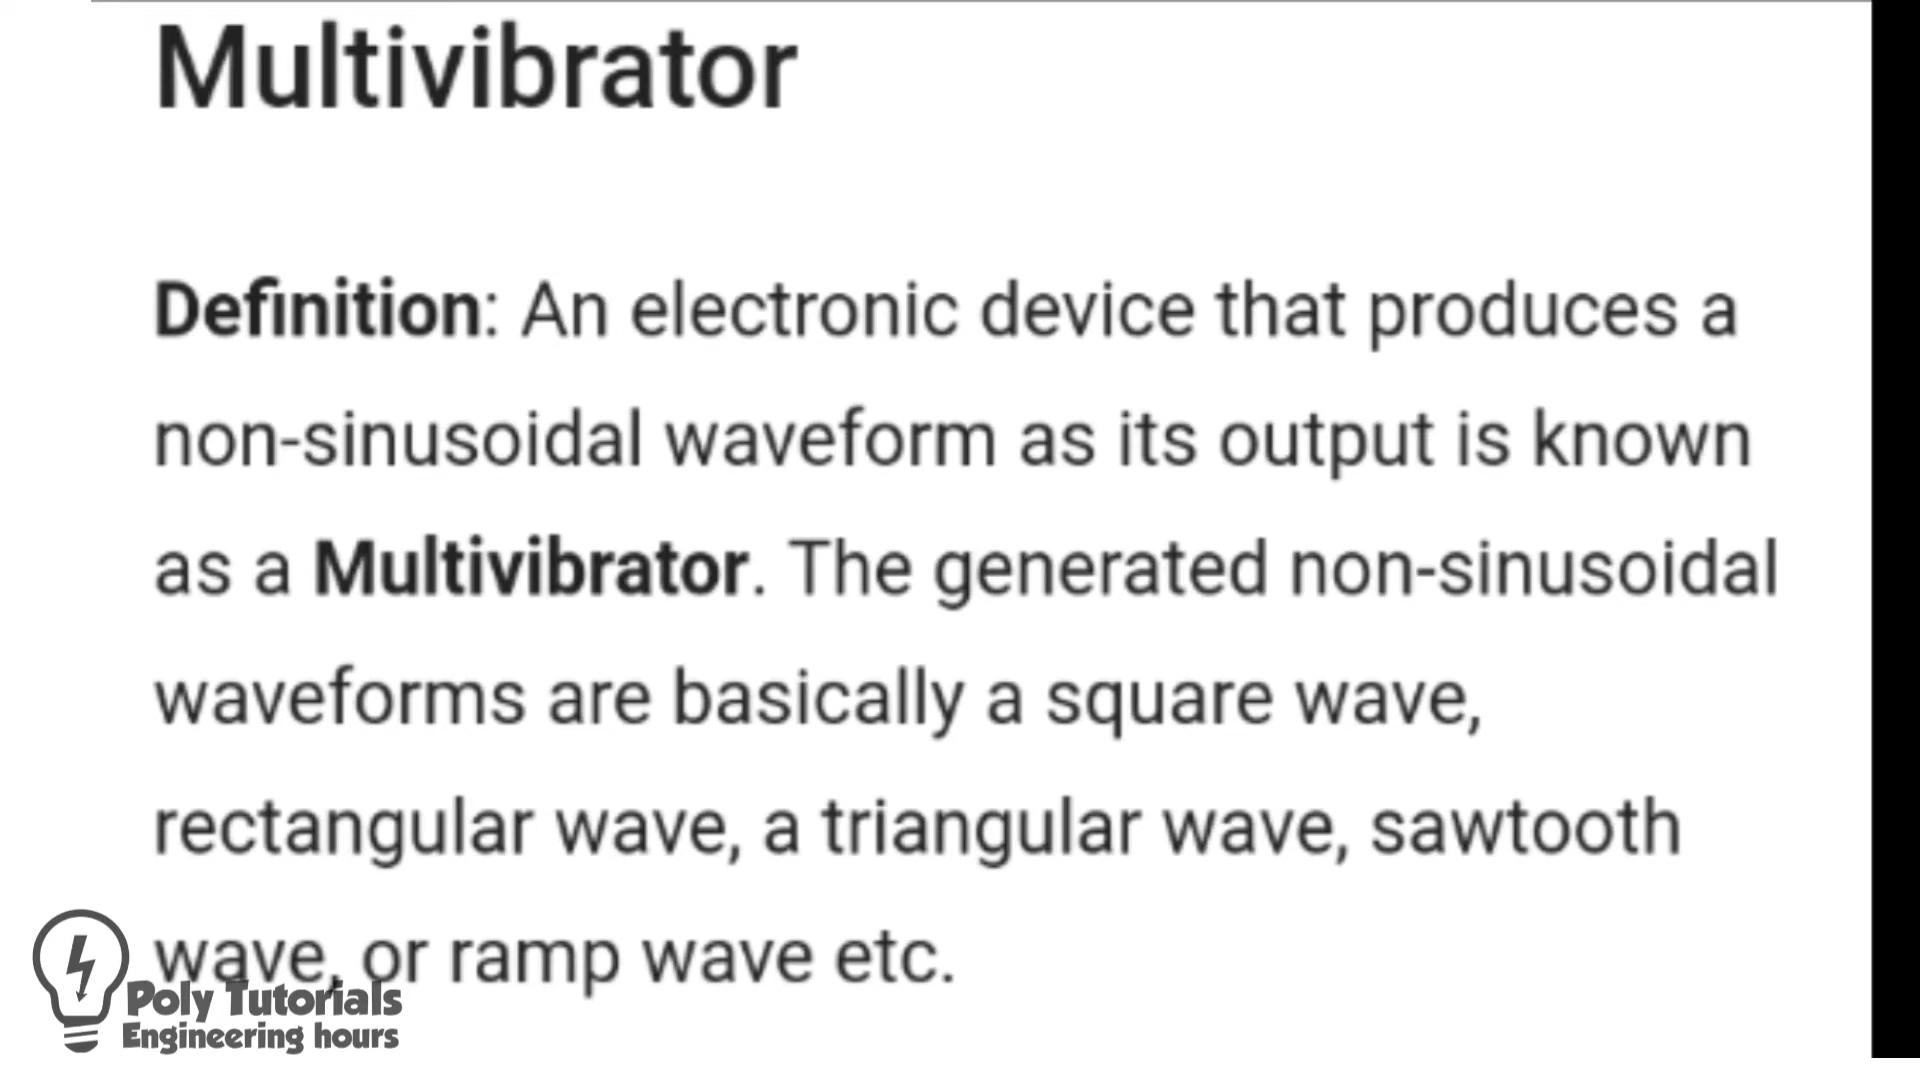 Multivibrator
Definition: An electronic device that produces a
non-sinusoidal waveform as its output is known
as a Multivibrator. The generated non-sinusoidal
waveforms are basically a square wave,
rectangular wave, a triangular wave, sawtooth
wave, or ramp wave etc.
Poly Tutorials
Engineering hours